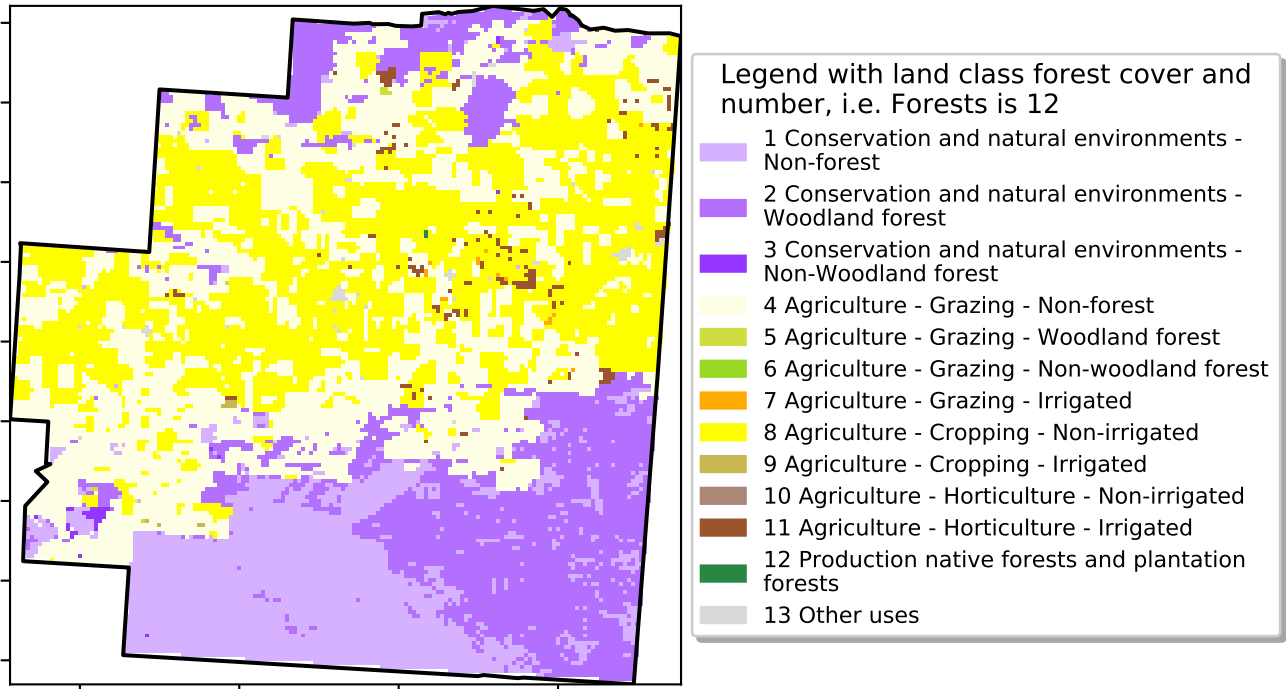 Legend with land class forest cover and
number, i.e. Forests is 12
1 Conservation and natural environments -
Non-forest
2 Conservation and natural environments -
Woodland forest
3 Conservation and natural environments -
Non-Woodland forest
4 Agriculture - Grazing - Non-forest
5 Agriculture - Grazing - Woodland forest
6 Agriculture - Grazing - Non-woodland forest
7 Agriculture - Grazing - Irrigated
8 Agriculture - Cropping - Non-irrigated
9 Agriculture - Cropping - Irrigated
10 Agriculture - Horticulture - Non-irrigated
11 Agriculture - Horticulture - Irrigated
12 Production native forests and plantation
forests
13 Other uses